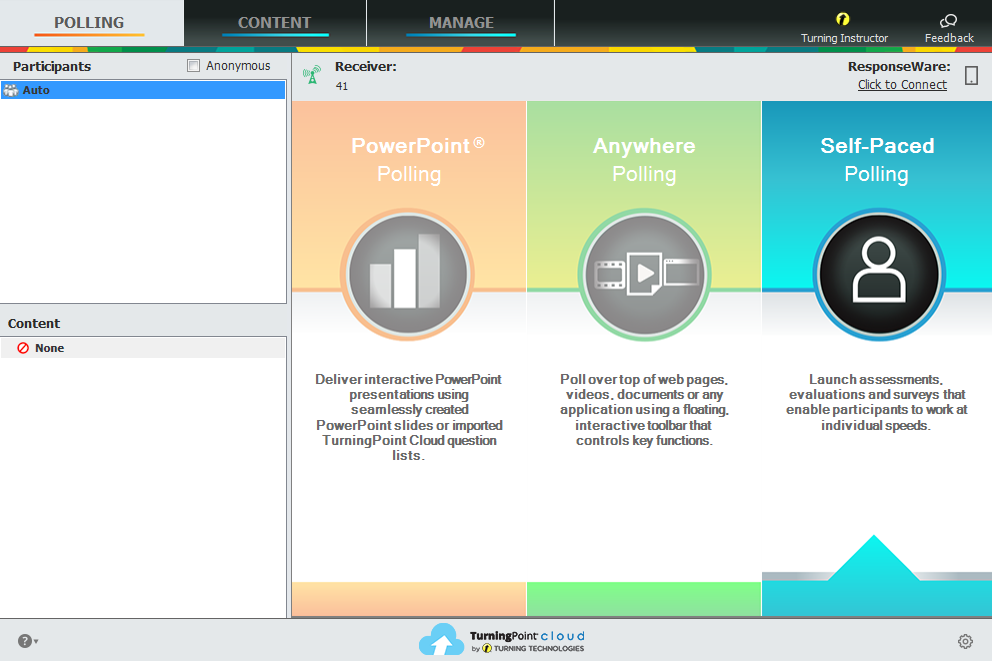 POLLING
CONTENT
MANAGE
Turning Instructor
Feedback
Participants
Anonymous
Auto
Receiver:
41
ResponseWare:
Click to Connect
PowerPoint®
Polling
Anywhere
Polling
Self-Paced
Polling
Deliver interactive PowerPoint
presentations using
seamlessly created
PowerPoint slides or imported
TurningPoint Cloud question
lists.
Poll over top of web pages,
videos, documents or any
application using a floating,
interactive toolbar that
controls key functions.
Launch assessments,
evaluations and surveys that
enable participants to work at
individual speeds.
Content
None
?
TurningPoint® cloud
by TURNING TECHNOLOGIES